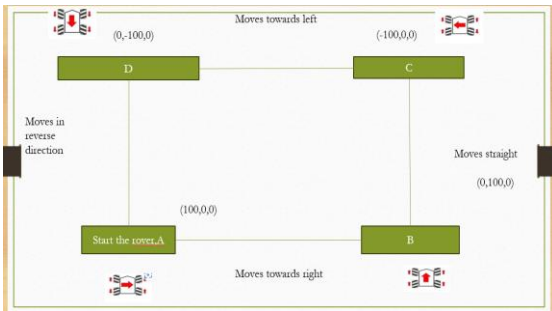 Moves towards left
(0,-100,0)
(-100,0,0)
D
C
Moves in
reverse
direction
Moves straight
(0,100,0)
(100,0,0)
Start the rover,A
B
Moves towards right